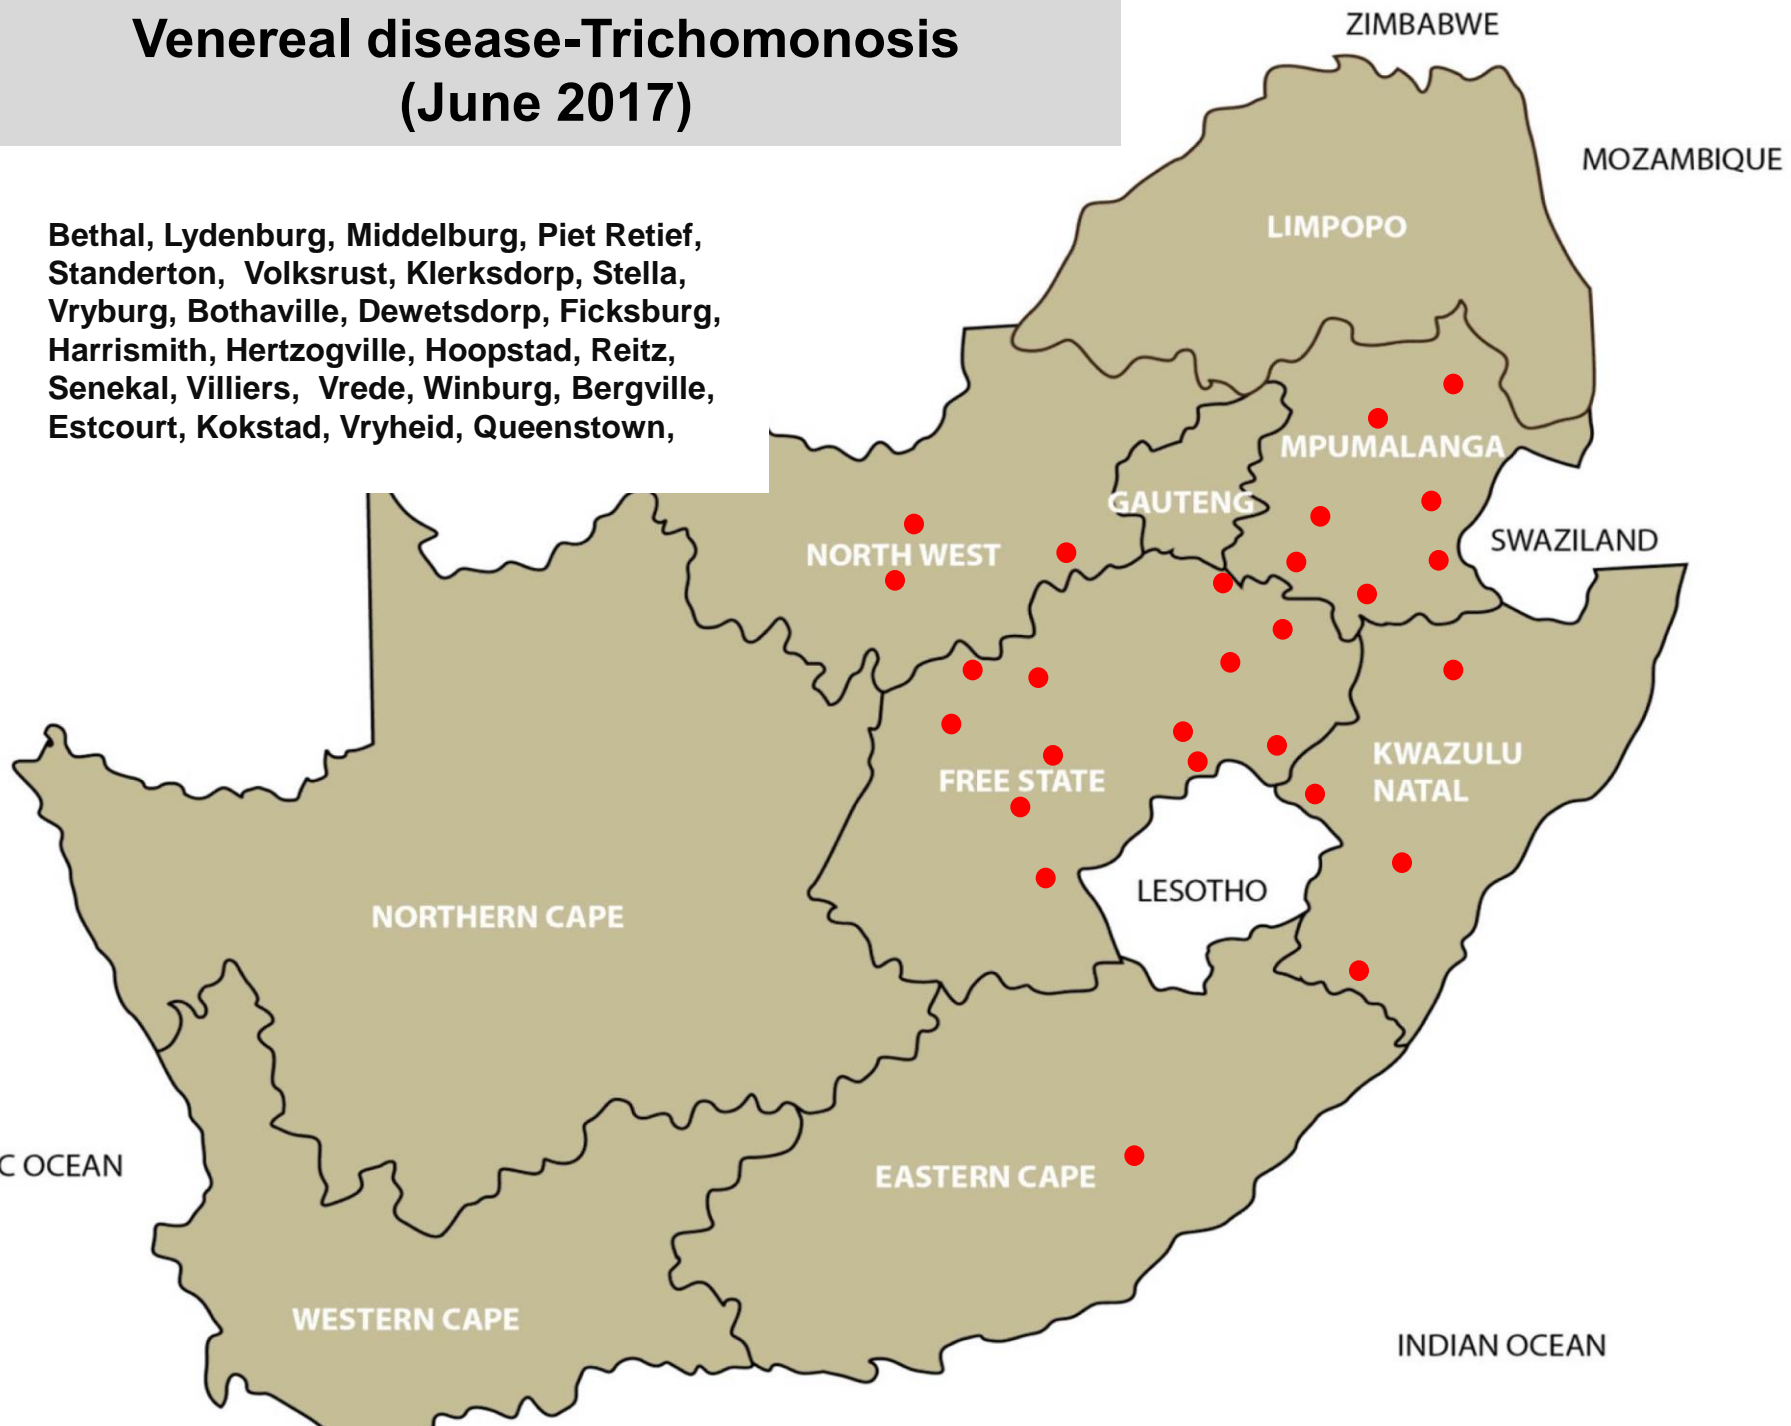 Venereal disease-Trichomonosis
(June 2017)
Bethal, Lydenburg, Middelburg, Piet Retief,
Standerton, Volksrust, Klerksdorp, Stella,
Vryburg, Bothaville, Dewetsdorp, Ficksburg,
Harrismith, Hertzogville, Hoopstad, Reitz,
Senekal, Villiers, Vrede, Winburg, Bergville,
Estcourt, Kokstad, Vryheid, Queenstown,
ZIMBABWE
MOZAMBIQUE
LIMPOPO
MPUMALANGA
GAUTENG
NORTH WEST
SWAZILAND
KWAZULU
NATAL
FREE STATE
LESOTHO
NORTHERN CAPE
C OCEAN
EASTERN CAPE
WESTERN CAPE
INDIAN OCEAN